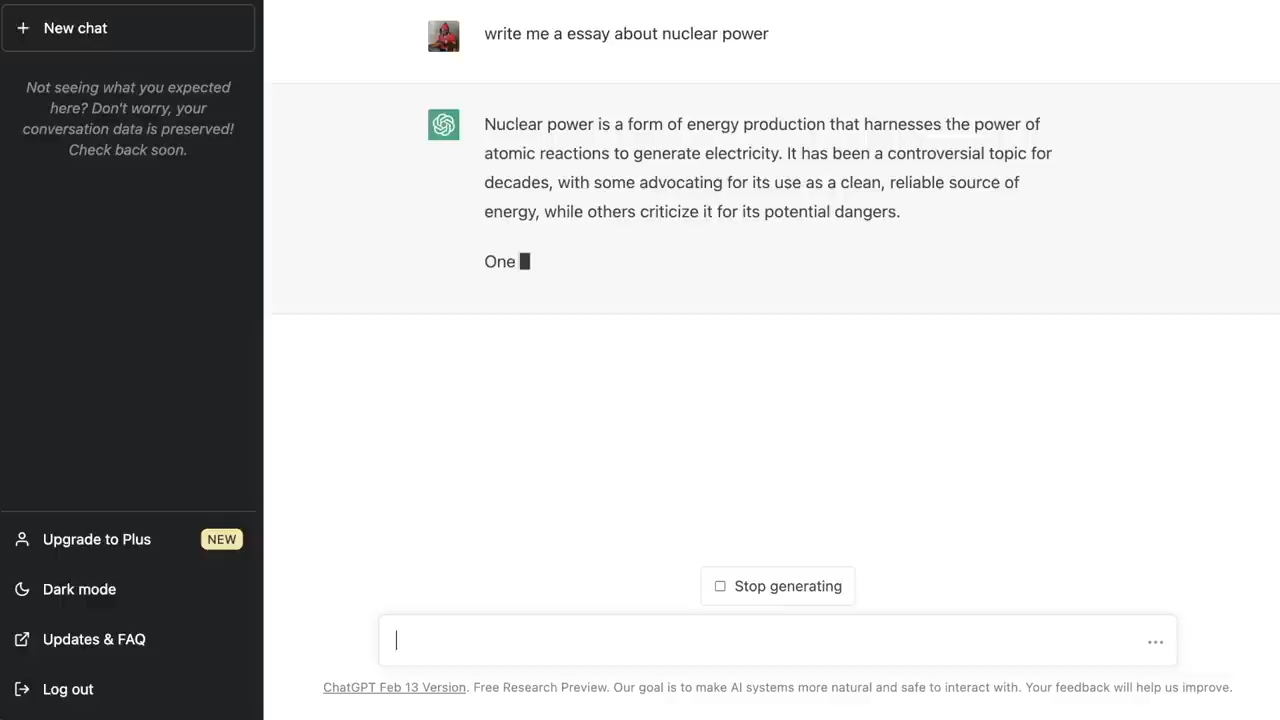 New chat
Not seeing what you expected
here? Don't worry, your
conversation data is preserved!
Check back soon.
Upgrade to Plus
NEW
Dark mode
Updates & FAQ
Log out
write me a essay about nuclear power
Nuclear power is a form of energy production that harnesses the power of
atomic reactions to generate electricity. It has been a controversial topic for
decades, with some advocating for its use as a clean, reliable source of
energy, while others criticize it for its potential dangers.
One
Stop generating
ChatGPT Feb 13 Version. Free Research Preview. Our goal is to make AI systems more natural and safe to interact with. Your feedback will help us improve.